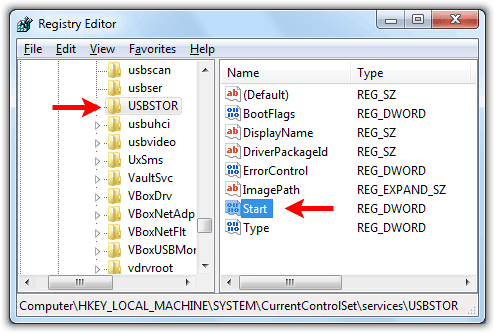 Registry Editor
File Edit View Favorites Help
usbscan
usbser
USBSTOR
usbuhci
usbvideo
UxSms
VaultSvc
VBoxDrv
VBoxNetAdp
VBoxNetFlt
VBoxUSBMor
vdrvroot
Name Type
(Default) REG_SZ
BootFlags REG_DWORD
DisplayName REG_SZ
DriverPackageId REG_SZ
ErrorControl REG_DWORD
ImagePath REG_EXPAND_SZ
Start REG_DWORD
Type REG_DWORD
Computer\HKEY_LOCAL_MACHINE\SYSTEM\CurrentControlSet\services\USBSTOR